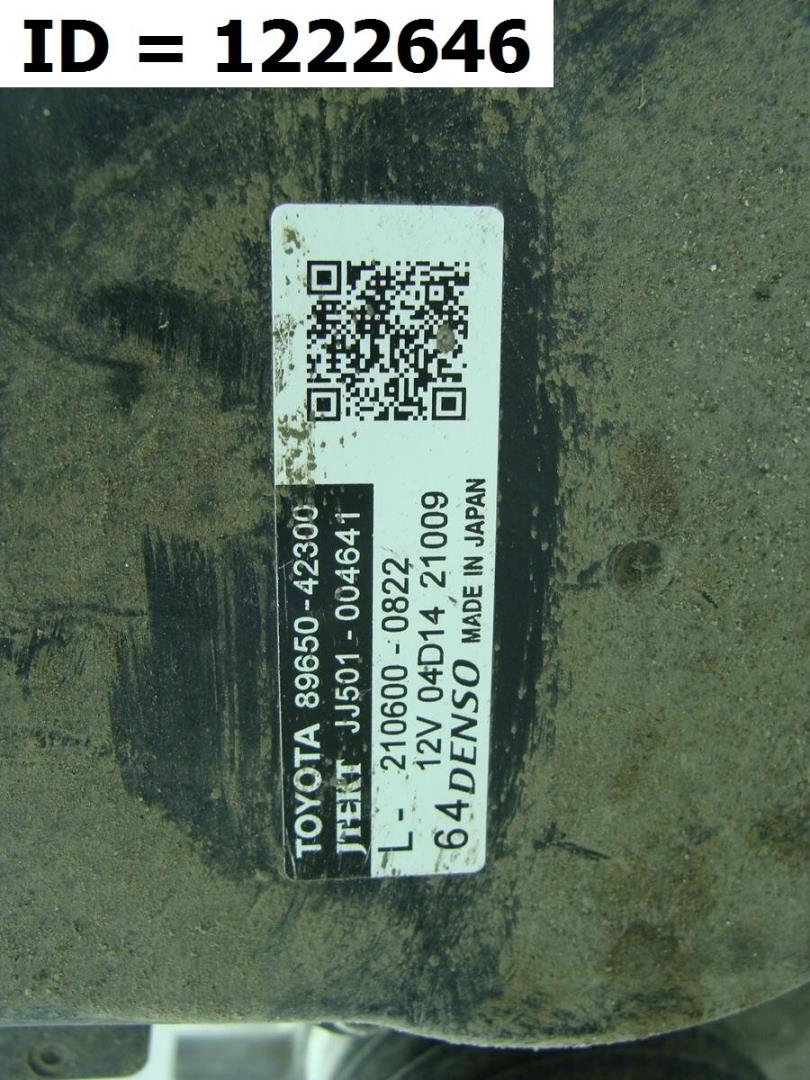 ID = 1222646
TOYOTA 89650-42300
JTEKT JJ501-004641
L- 210600-0822
12V 04D14 21009
64 DENSO MADE IN JAPAN